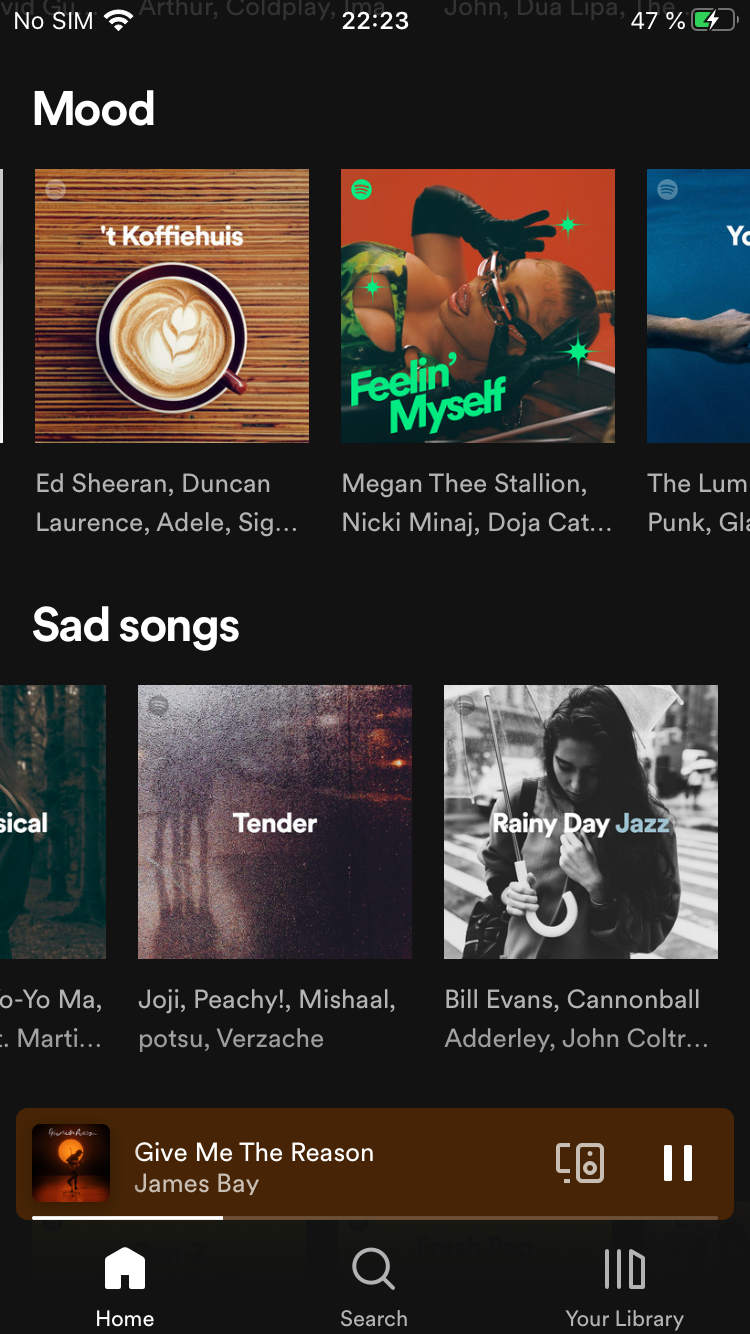 No SIM 22:23 47 %
Arthur, Coldplay, Ima
John, Dua Lipa, The
Mood
't Koffiehuis
Feelin'
Myself
Yo
Ed Sheeran, Duncan
Laurence, Adele, Sig...
Megan Thee Stallion,
Nicki Minaj, Doja Cat...
The Lum
Punk, Gla
Sad songs
sical
Tender
Rainy Day Jazz
o-Yo Ma,
t. Marti...
Joji, Peachy!, Mishaal,
potsu, Verzache
Bill Evans, Cannonball
Adderley, John Coltr...
Give Me The Reason
James Bay
Fresh Pop
Home
Search
Your Library